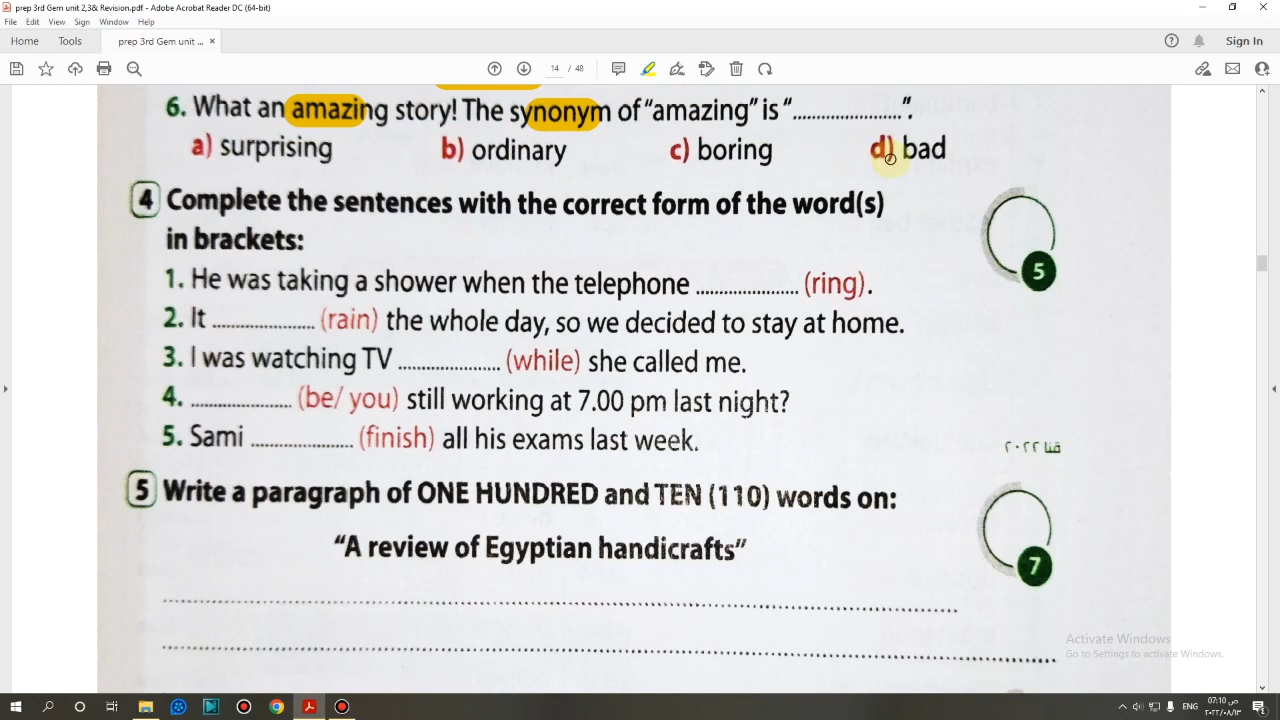 prep 3rd Gem unit 2,3& Revision.pdf - Adobe Acrobat Reader DC (64-bit)
File Edit View Sign Window Help
Home Tools prep 3rd Gem unit ... × Sign In
14 / 48
6. What an amazing story! The synonym of “amazing” is “.....................”.
a) surprising b) ordinary c) boring d) bad
4 Complete the sentences with the correct form of the word(s)
in brackets:
5
1. He was taking a shower when the telephone ..................... (ring).
2. It ..................... (rain) the whole day, so we decided to stay at home.
3. I was watching TV ..................... (while) she called me.
4. ..................... (be/ you) still working at 7.00 pm last night?
5. Sami ..................... (finish) all his exams last week.
قنا ٢٠٢٢
5 Write a paragraph of ONE HUNDRED and TEN (110) words on:
“A review of Egyptian handicrafts”
7
Activate Windows
Go to Settings to activate Windows.
ENG
07:10 ص
٢٠٢٢/٠٨/١٣